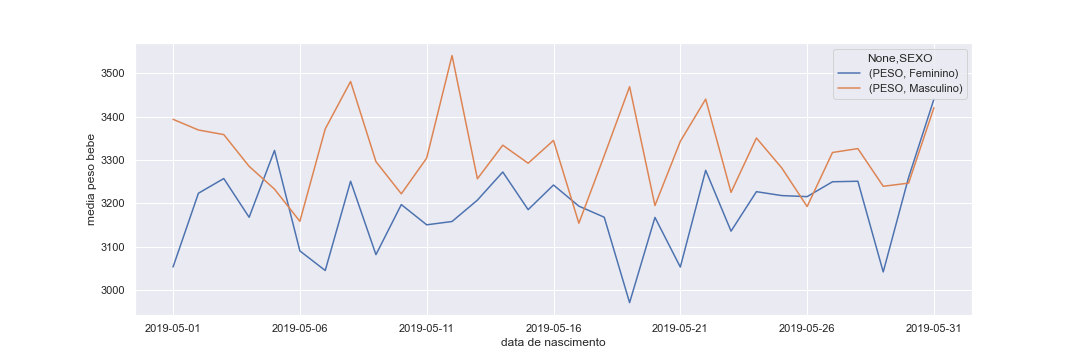 None,SEXO
(PESO, Feminino)
(PESO, Masculino)
media peso bebe
3500
3400
3300
3200
3100
3000
2019-05-01
2019-05-06
2019-05-11
2019-05-16
2019-05-21
2019-05-26
2019-05-31
data de nascimento